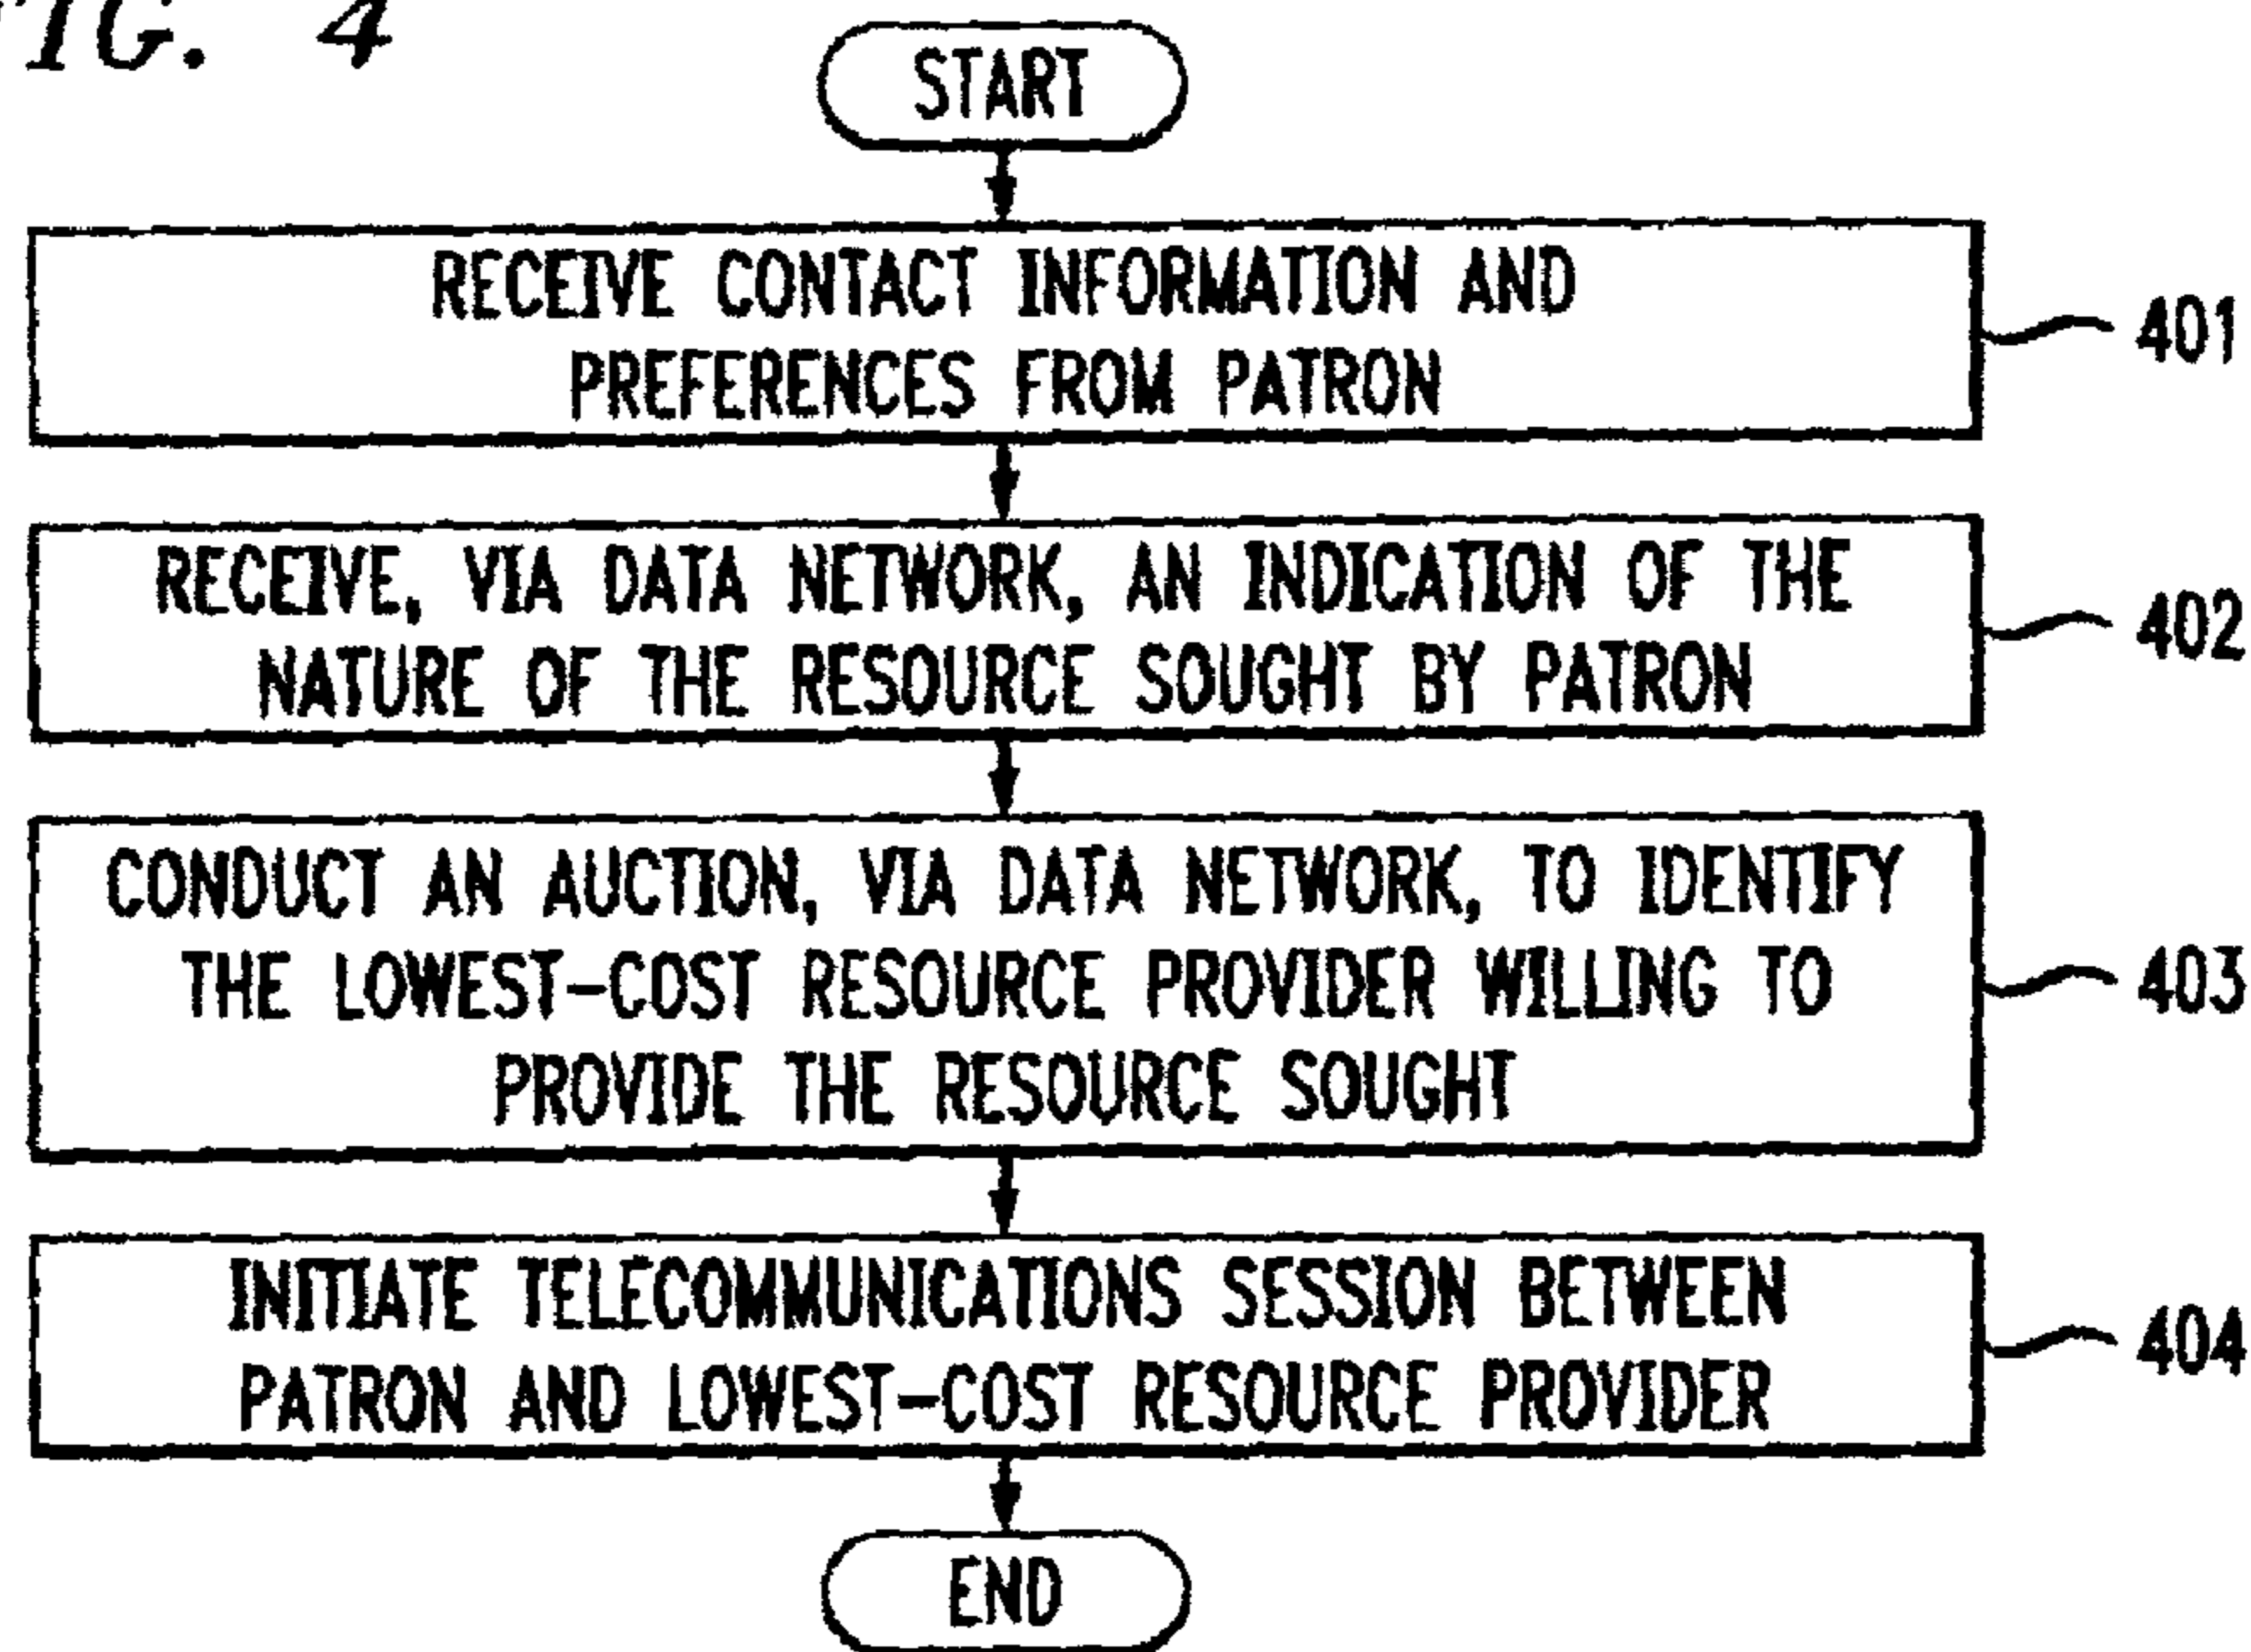 FIG. 4
START
RECEIVE CONTACT INFORMATION AND
PREFERENCES FROM PATRON
401
RECEIVE, VIA DATA NETWORK, AN INDICATION OF THE
NATURE OF THE RESOURCE SOUGHT BY PATRON
402
CONDUCT AN AUCTION, VIA DATA NETWORK, TO IDENTIFY
THE LOWEST-COST RESOURCE PROVIDER WILLING TO
PROVIDE THE RESOURCE SOUGHT
403
INITIATE TELECOMMUNICATIONS SESSION BETWEEN
PATRON AND LOWEST-COST RESOURCE PROVIDER
404
END